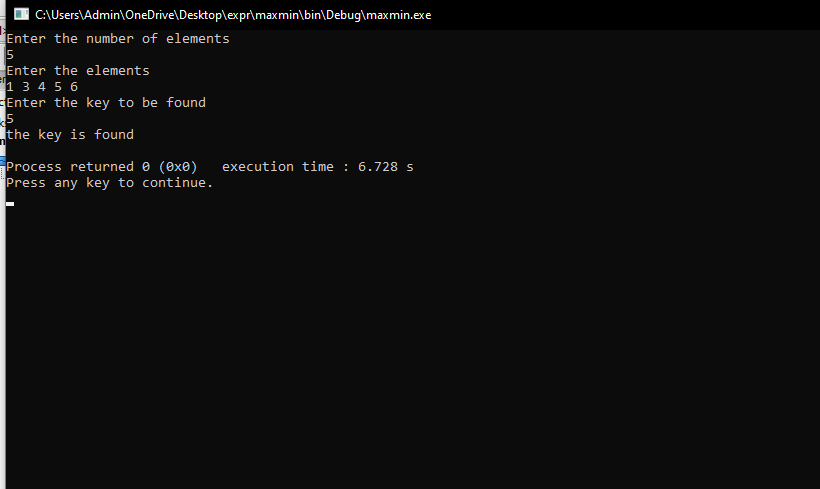 C:\Users\Admin\OneDrive\Desktop\expr\maxmin\bin\Debug\maxmin.exe
Enter the number of elements
5
Enter the elements
1 3 4 5 6
Enter the key to be found
5
the key is found
Process returned 0 (0x0)   execution time : 6.728 s
Press any key to continue.